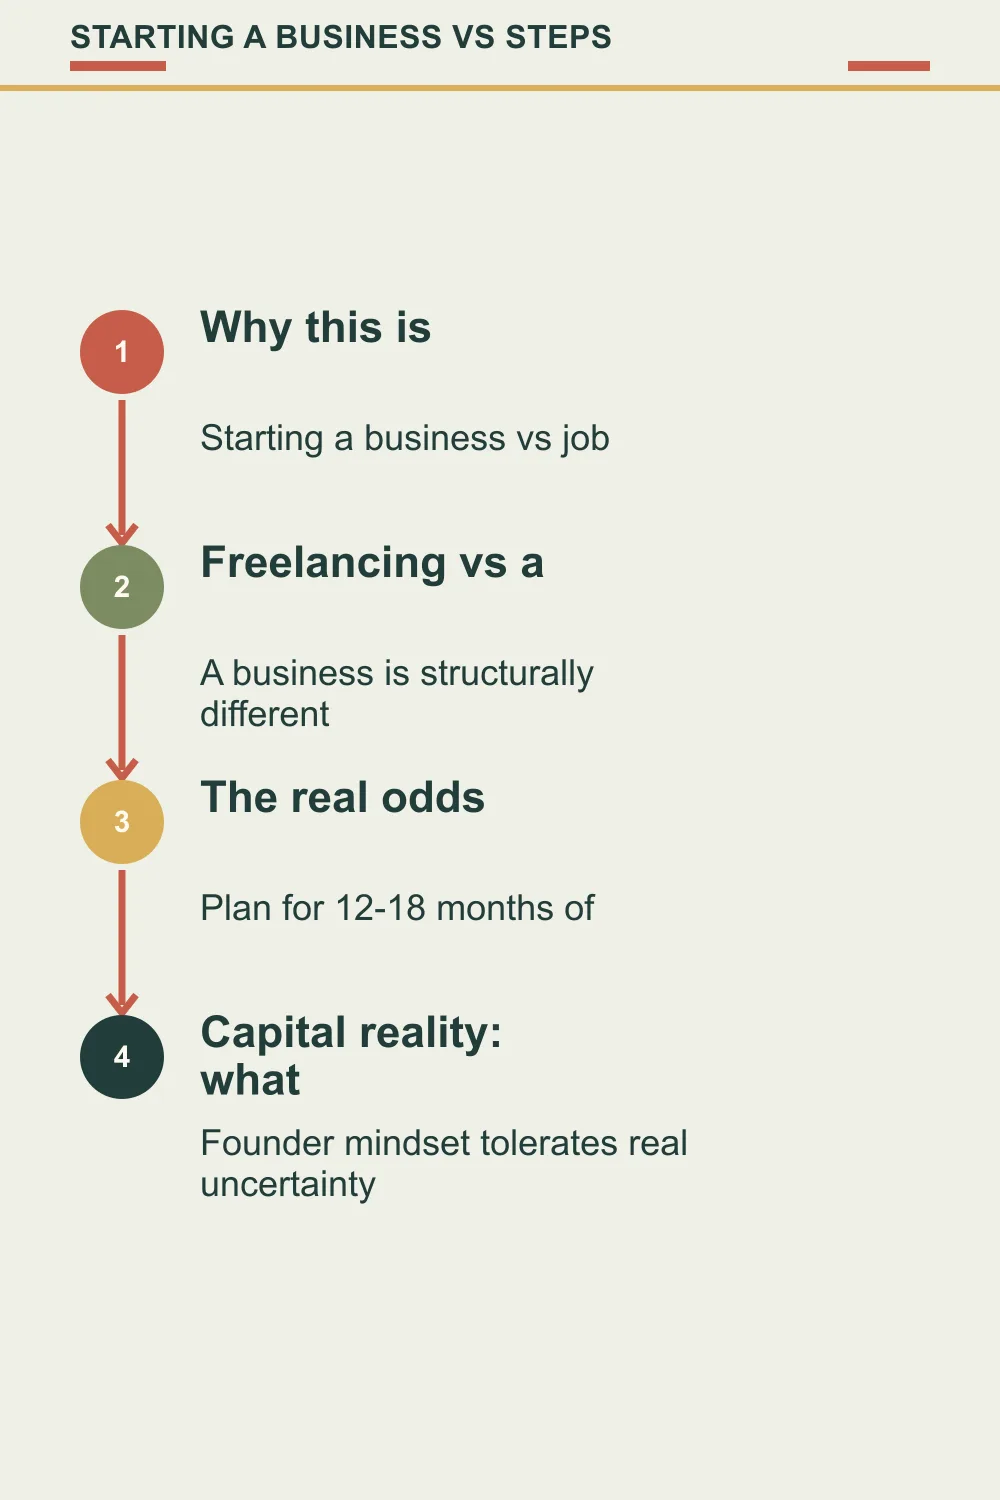 STARTING A BUSINESS VS STEPS
1
Why this is
Starting a business vs job
2
Freelancing vs a
A business is structurally
different
3
The real odds
Plan for 12-18 months of
4
Capital reality:
what
Founder mindset tolerates real
uncertainty